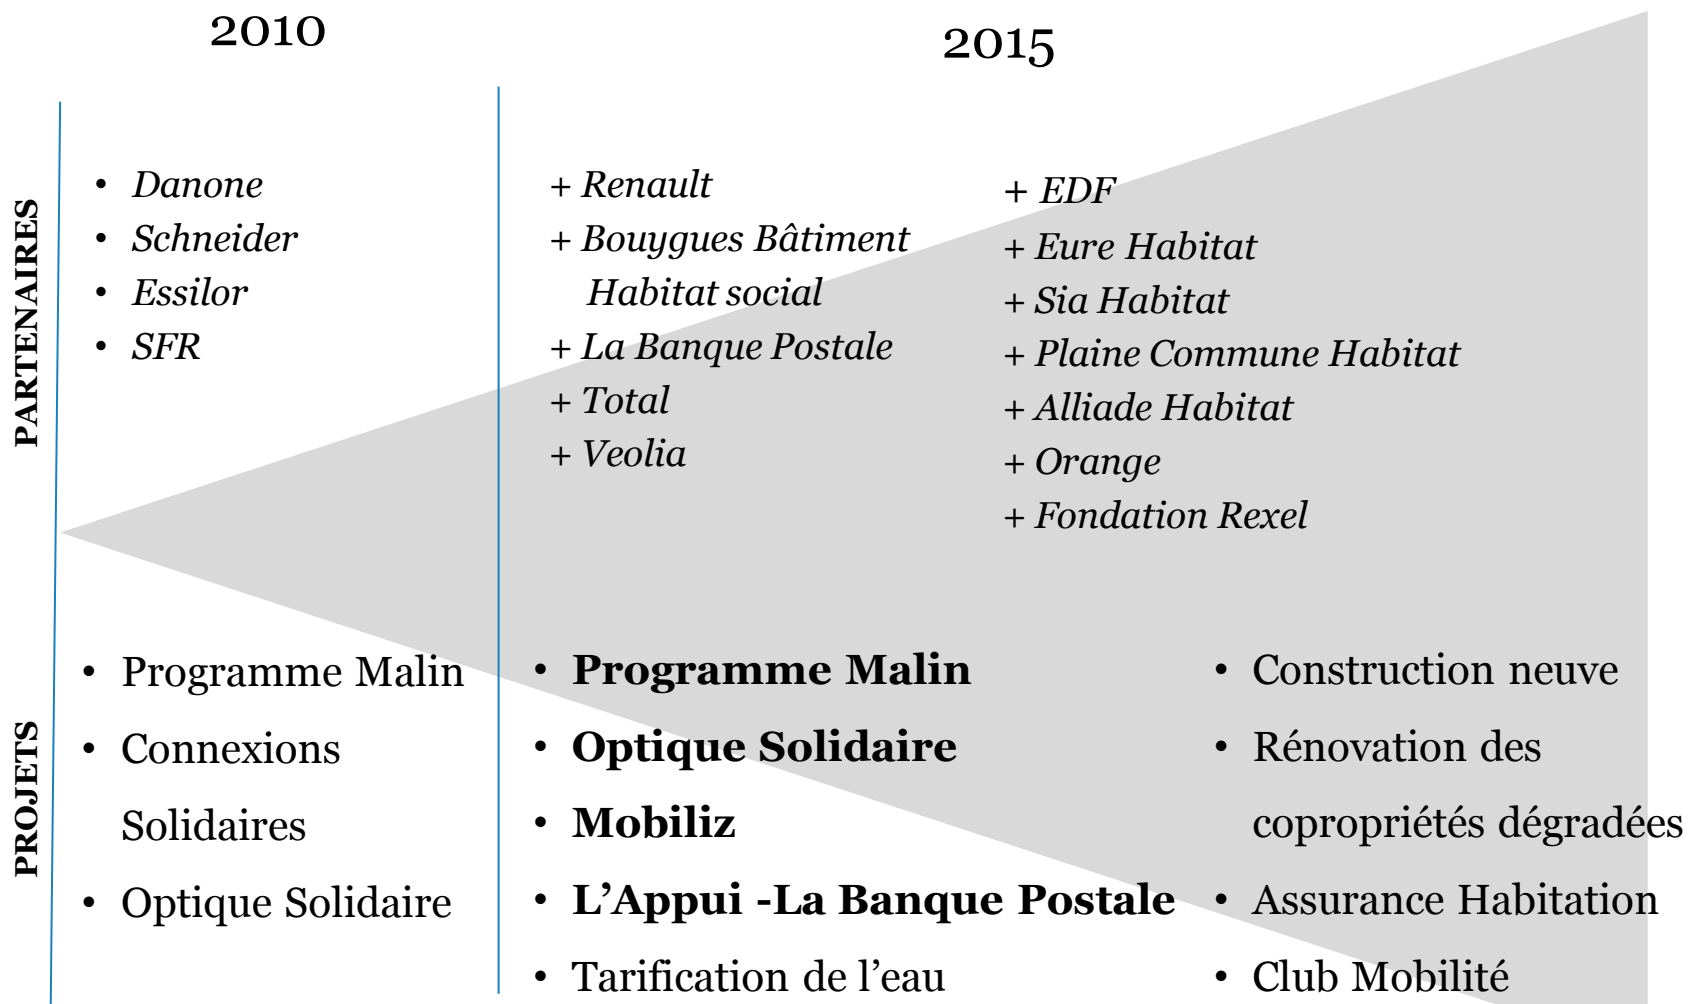 2010
2015
PARTENAIRES
• Danone
• Schneider
• Essilor
• SFR
+ Renault
+ Bouygues Bâtiment
Habitat social
+ La Banque Postale
+ Total
+ Veolia
+ EDF
+ Eure Habitat
+ Sia Habitat
+ Plaine Commune Habitat
+ Alliade Habitat
+ Orange
+ Fondation Rexel
PROJETS
• Programme Malin
• Connexions
Solidaires
• Optique Solidaire
• Programme Malin
• Optique Solidaire
• Mobiliz
• L’Appui -La Banque Postale
• Tarification de l’eau
• Construction neuve
• Rénovation des
copropriétés dégradées
• Assurance Habitation
• Club Mobilité